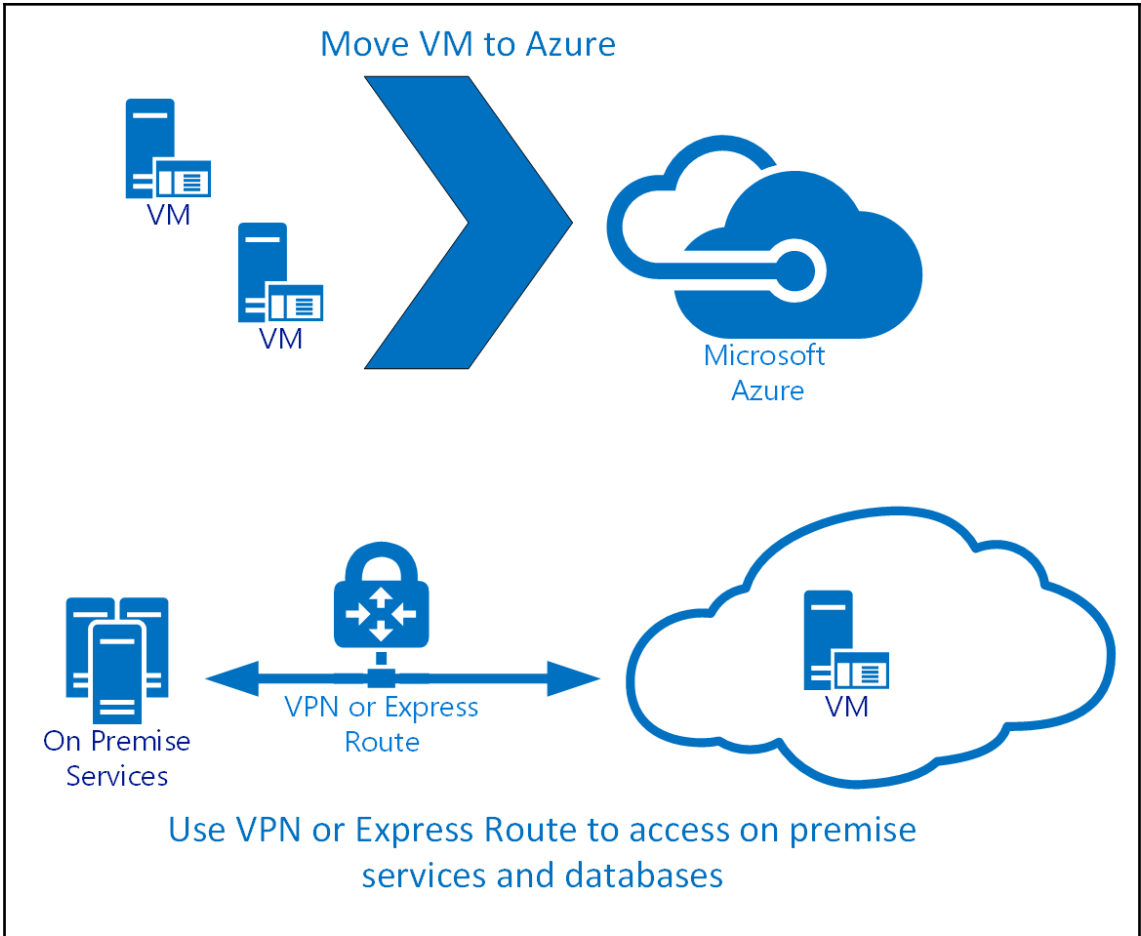 Move VM to Azure
VM
VM
Microsoft
Azure
On Premise
Services
VPN or Express
Route
VM
Use VPN or Express Route to access on premise
services and databases